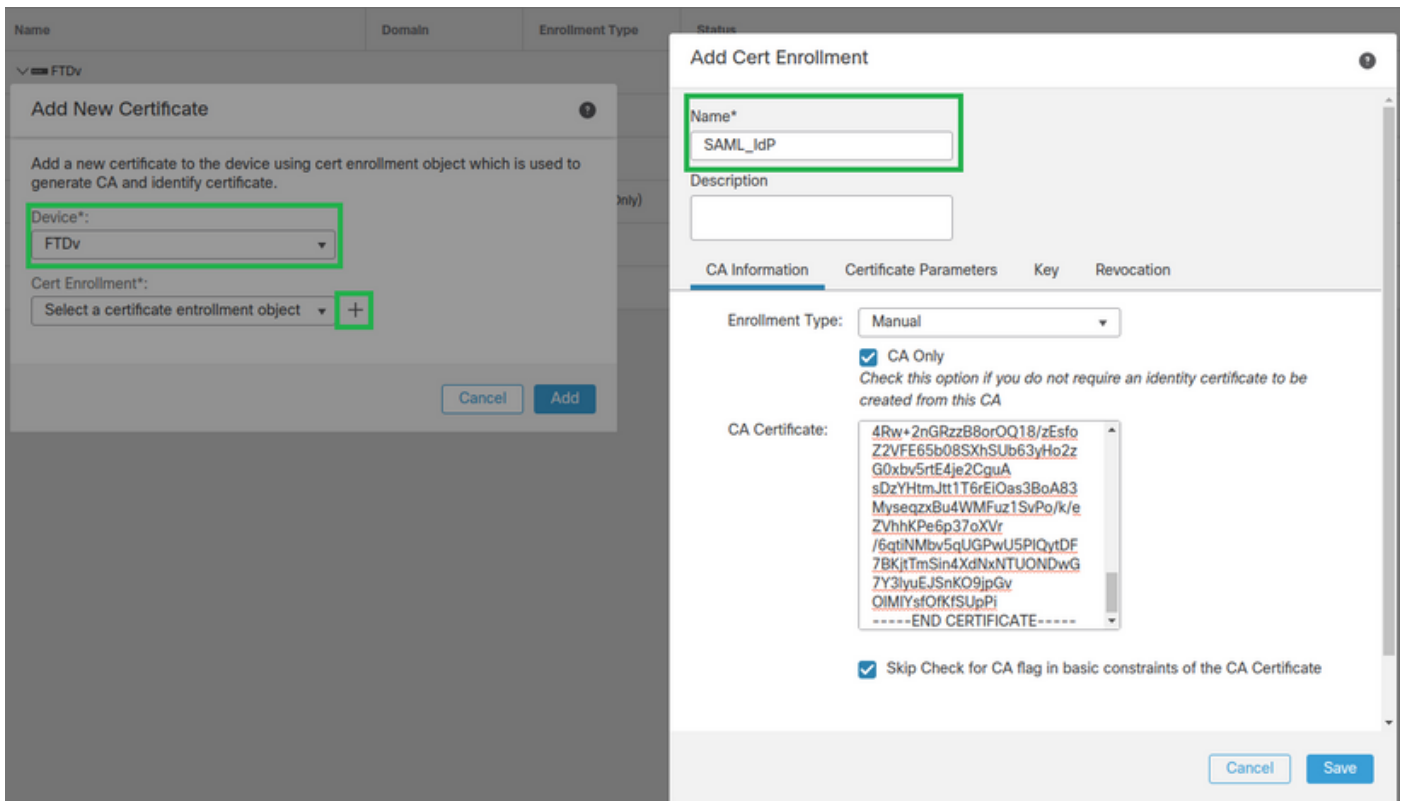 Name Domain Enrollment Type Status
FTDv
Add New Certificate
Add a new certificate to the device using cert enrollment object which is used to
generate CA and identify certificate.
Device*:
FTDv
Cert Enrollment*:
Select a certificate entrollment object
Cancel Add
Only)
Add Cert Enrollment
Name*
SAML_IdP
Description
CA Information Certificate Parameters Key Revocation
Enrollment Type: Manual
CA Only
Check this option if you do not require an identity certificate to be
created from this CA
CA Certificate:
4Rw+2nGRzzB8orOQ18/zEsfo
Z2VFE65b08SXhSUb63yHo2z
G0xbv5rtE4je2CguA
sDzYHtmJtt1T6rEiOas3BoA83
MyseqzxBu4WMFuz1SvPo/k/e
ZVhhKPe6p37oXVr
/6qtiNMbv5qUGPwU5PIQytDF
7BKjtTmSin4XdNxNTUONDwG
7Y3lyuEJSnKO9jpGv
OIMIYsfOfKfSUpPi
-----END CERTIFICATE-----
Skip Check for CA flag in basic constraints of the CA Certificate
Cancel Save